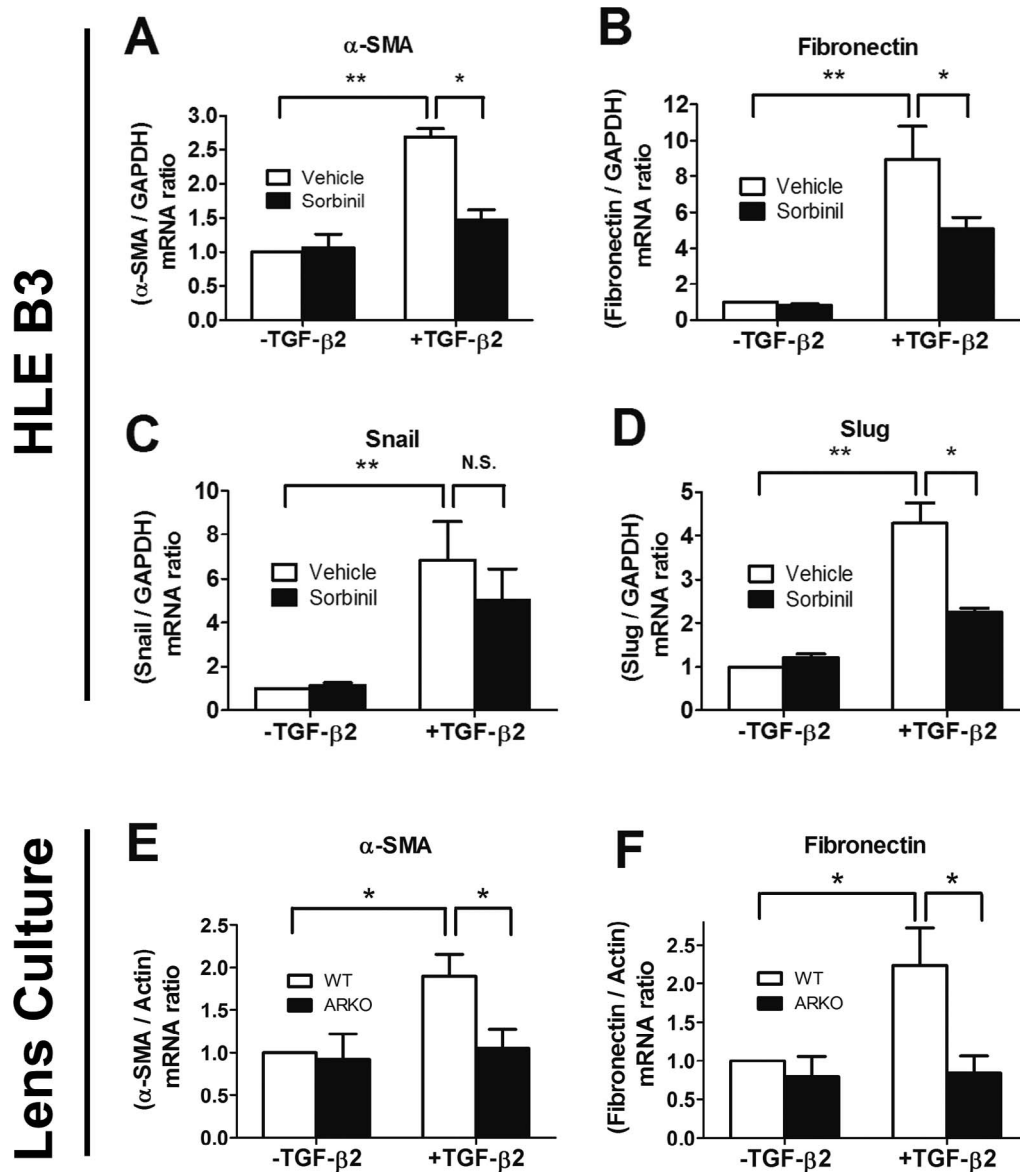 HLE B3
A
α-SMA
**
*
(α-SMA / GAPDH)
mRNA ratio
3.0
2.5
2.0
1.5
1.0
0.5
0.0
Vehicle
Sorbinil
-TGF-β2
+TGF-β2
B
Fibronectin
**
*
(Fibronectin / GAPDH)
mRNA ratio
12
10
8
6
4
2
0
Vehicle
Sorbinil
-TGF-β2
+TGF-β2
C
Snail
**
N.S.
(Snail / GAPDH)
mRNA ratio
10
8
6
4
2
0
Vehicle
Sorbinil
-TGF-β2
+TGF-β2
D
Slug
**
*
(Slug / GAPDH)
mRNA ratio
5
4
3
2
1
0
Vehicle
Sorbinil
-TGF-β2
+TGF-β2
Lens Culture
E
α-SMA
*
*
(α-SMA / Actin)
mRNA ratio
2.5
2.0
1.5
1.0
0.5
0.0
WT
ARKO
-TGF-β2
+TGF-β2
F
Fibronectin
*
*
(Fibronectin / Actin)
mRNA ratio
2.5
2.0
1.5
1.0
0.5
0.0
WT
ARKO
-TGF-β2
+TGF-β2